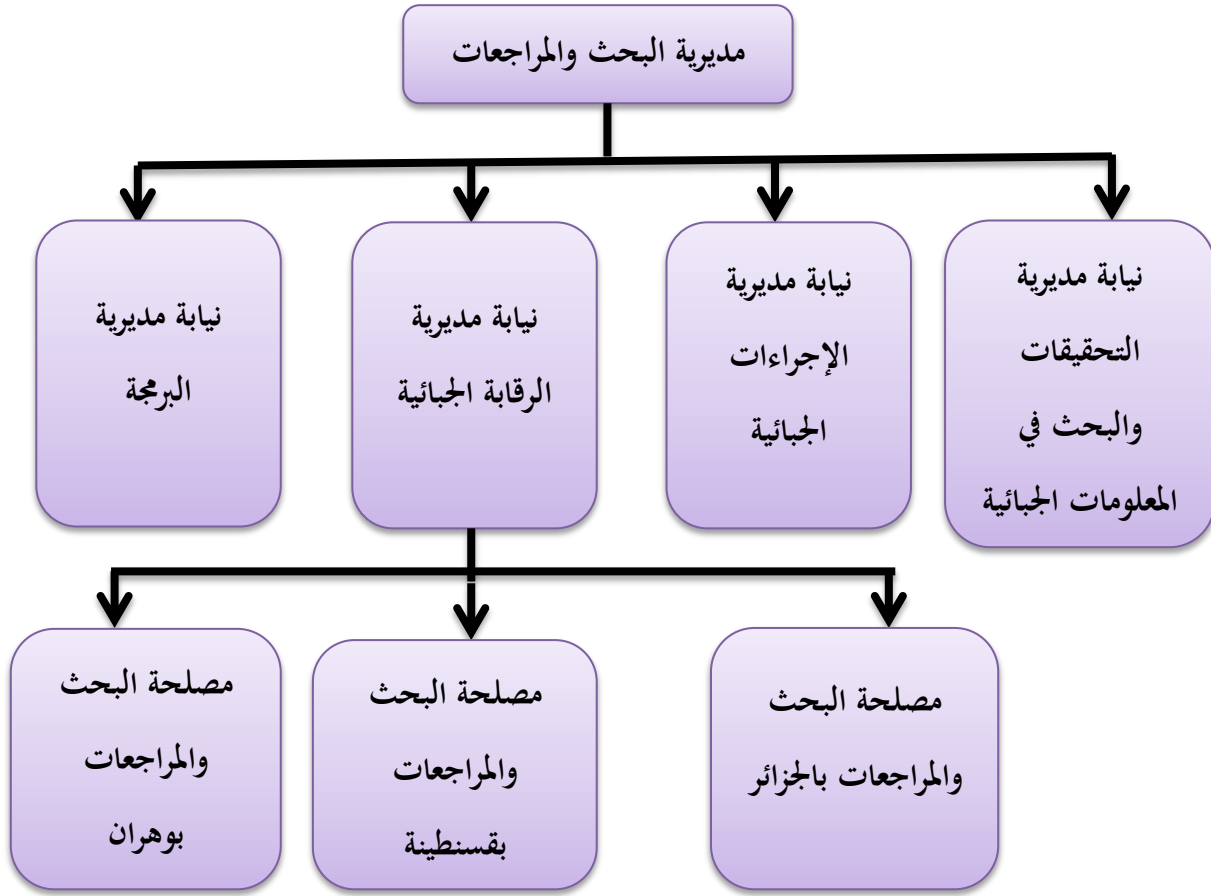 مديرية البحث والمراجعات
نيابة مديرية
التحقيقات
والبحث في
المعلومات الجبائية
نيابة مديرية
الإجراءات
الجبائية
نيابة مديرية
الرقابة الجبائية
نيابة مديرية
البرمجة
مصلحة البحث
والمراجعات بالجزائر
مصلحة البحث
والمراجعات
بقسنطينة
مصلحة البحث
والمراجعات
بوهران